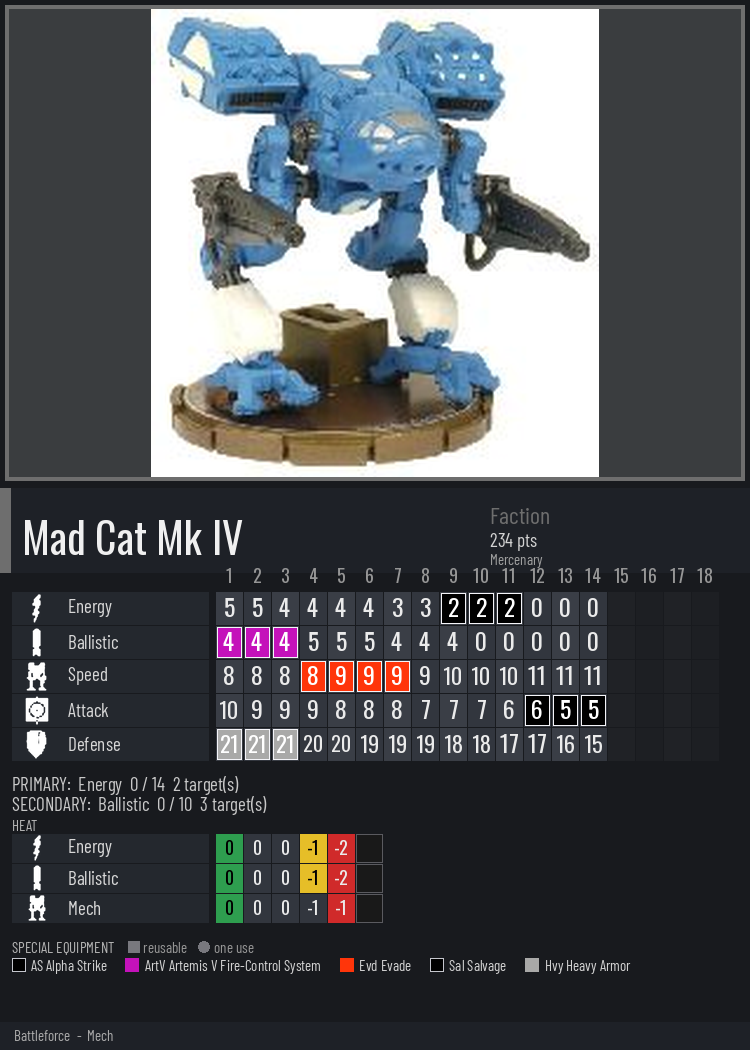 Mad Cat Mk IV
Faction
234 pts
Mercenary
1 2 3 4 5 6 7 8 9 10 11 12 13 14 15 16 17 18
Energy 5 5 4 4 4 4 3 3 2 2 2 0 0 0
Ballistic 4 4 4 5 5 5 4 4 4 0 0 0 0 0
Speed 8 8 8 8 9 9 9 9 10 10 10 11 11 11
Attack 10 9 9 9 8 8 8 7 7 7 6 6 5 5
Defense 21 21 21 20 20 19 19 19 18 18 17 17 16 15
PRIMARY: Energy 0 / 14 2 target(s)
SECONDARY: Ballistic 0 / 10 3 target(s)
HEAT
Energy 0 0 0 -1 -2
Ballistic 0 0 0 -1 -2
Mech 0 0 0 -1 -1
SPECIAL EQUIPMENT reusable one use
AS Alpha Strike ArtV Artemis V Fire-Control System Evd Evade Sal Salvage Hvy Heavy Armor
Battleforce - Mech